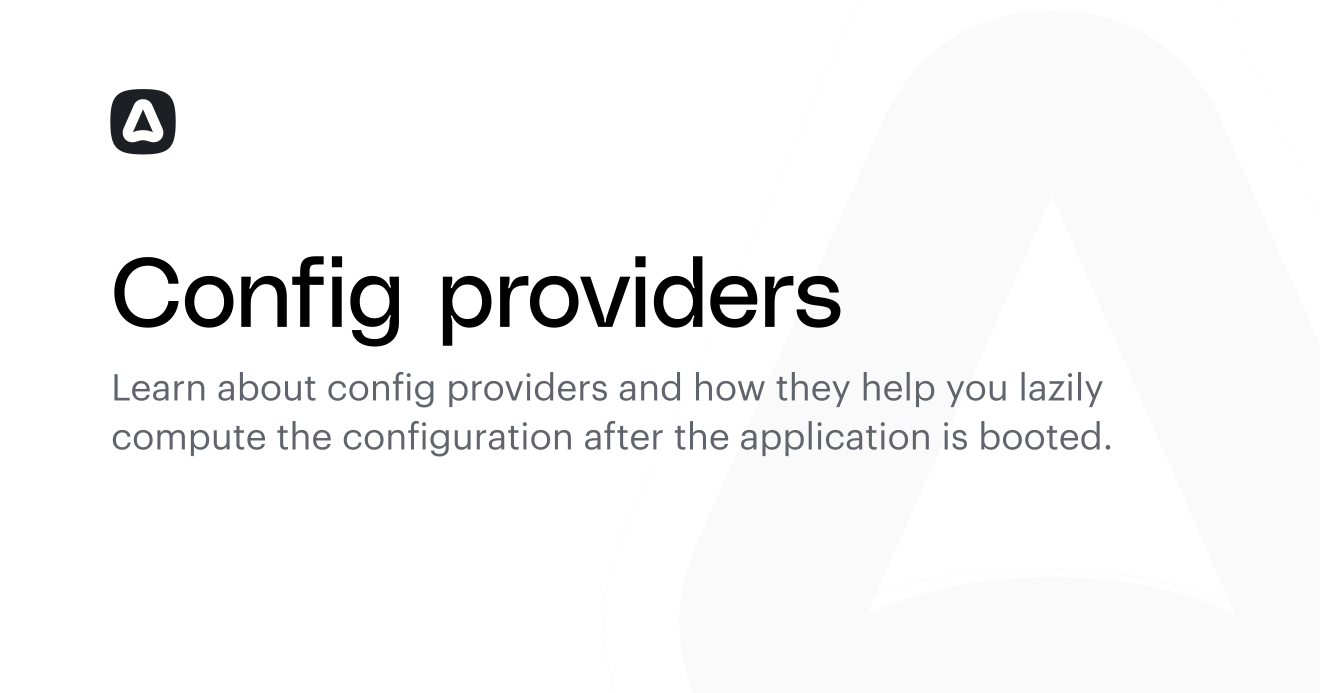 Config providers
Learn about config providers and how they help you lazily
compute the configuration after the application is booted.